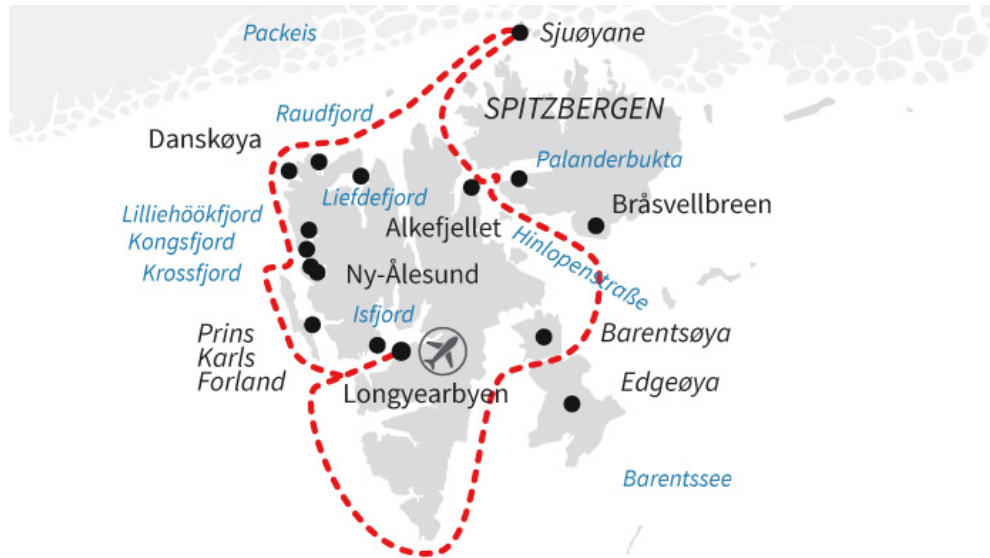 Packeis
Sjuøyane
Raudfjord
SPITZBERGEN
Danskøya
Palanderbukta
Liefdefjord
Bråsvellbreen
Lilliehöökfjord
Alkefjellet
Kongsfjord
Hinlopenstraße
Krossfjord
Ny-Ålesund
Isfjord
Prins
Karls
Forland
Barentsøya
Longyearbyen
Edgeøya
Barentssee